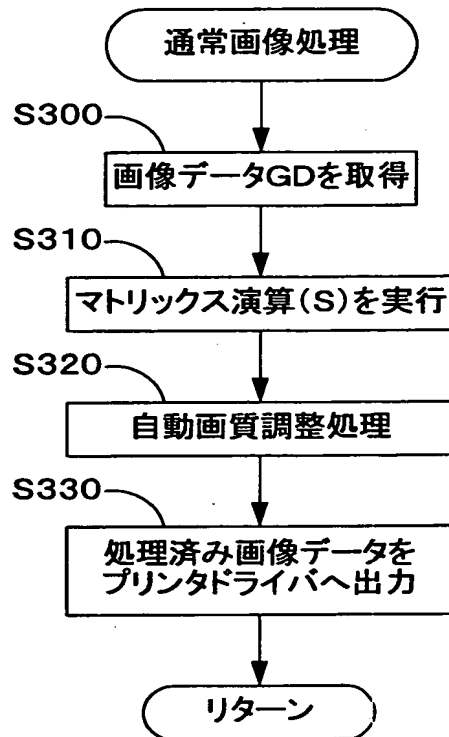 通常画像処理
S300
画像データGDを取得
S310
マトリックス演算(S)を実行
S320
自動画質調整処理
S330
処理済み画像データを
プリンタドライバへ出力
リターン